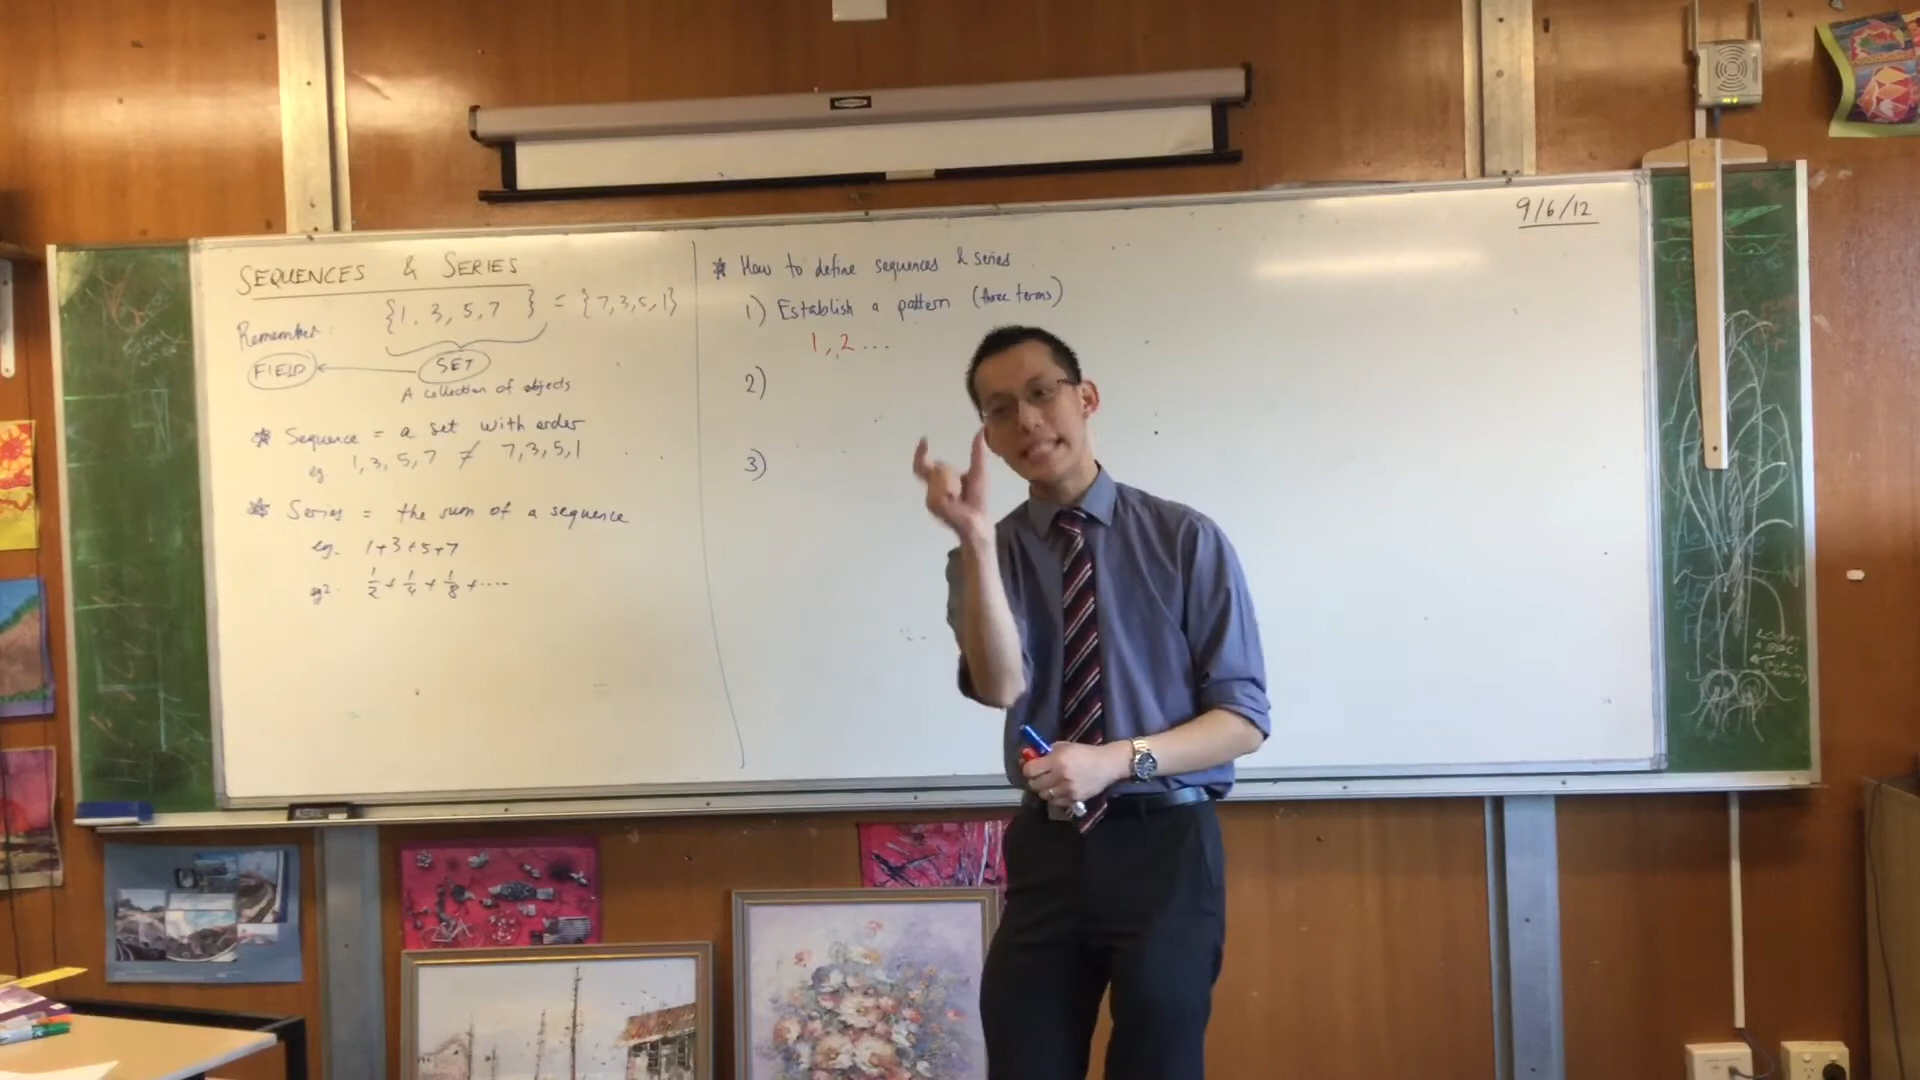 9/6/12
SEQUENCES & SERIES
{1, 3, 5, 7 } = {7,3,5,1}
Remember:
FIELD
SET
A collection of objects
Sequence = a set with order
eg. 1,3,5,7 ≠ 7,3,5,1
Series = the sum of a sequence
eg. 1+3+5+7
eg2. 1/2 + 1/4 + 1/8 + ....
How to define sequences & series
1) Establish a pattern (three terms)
1, 2 ...
2)
3)